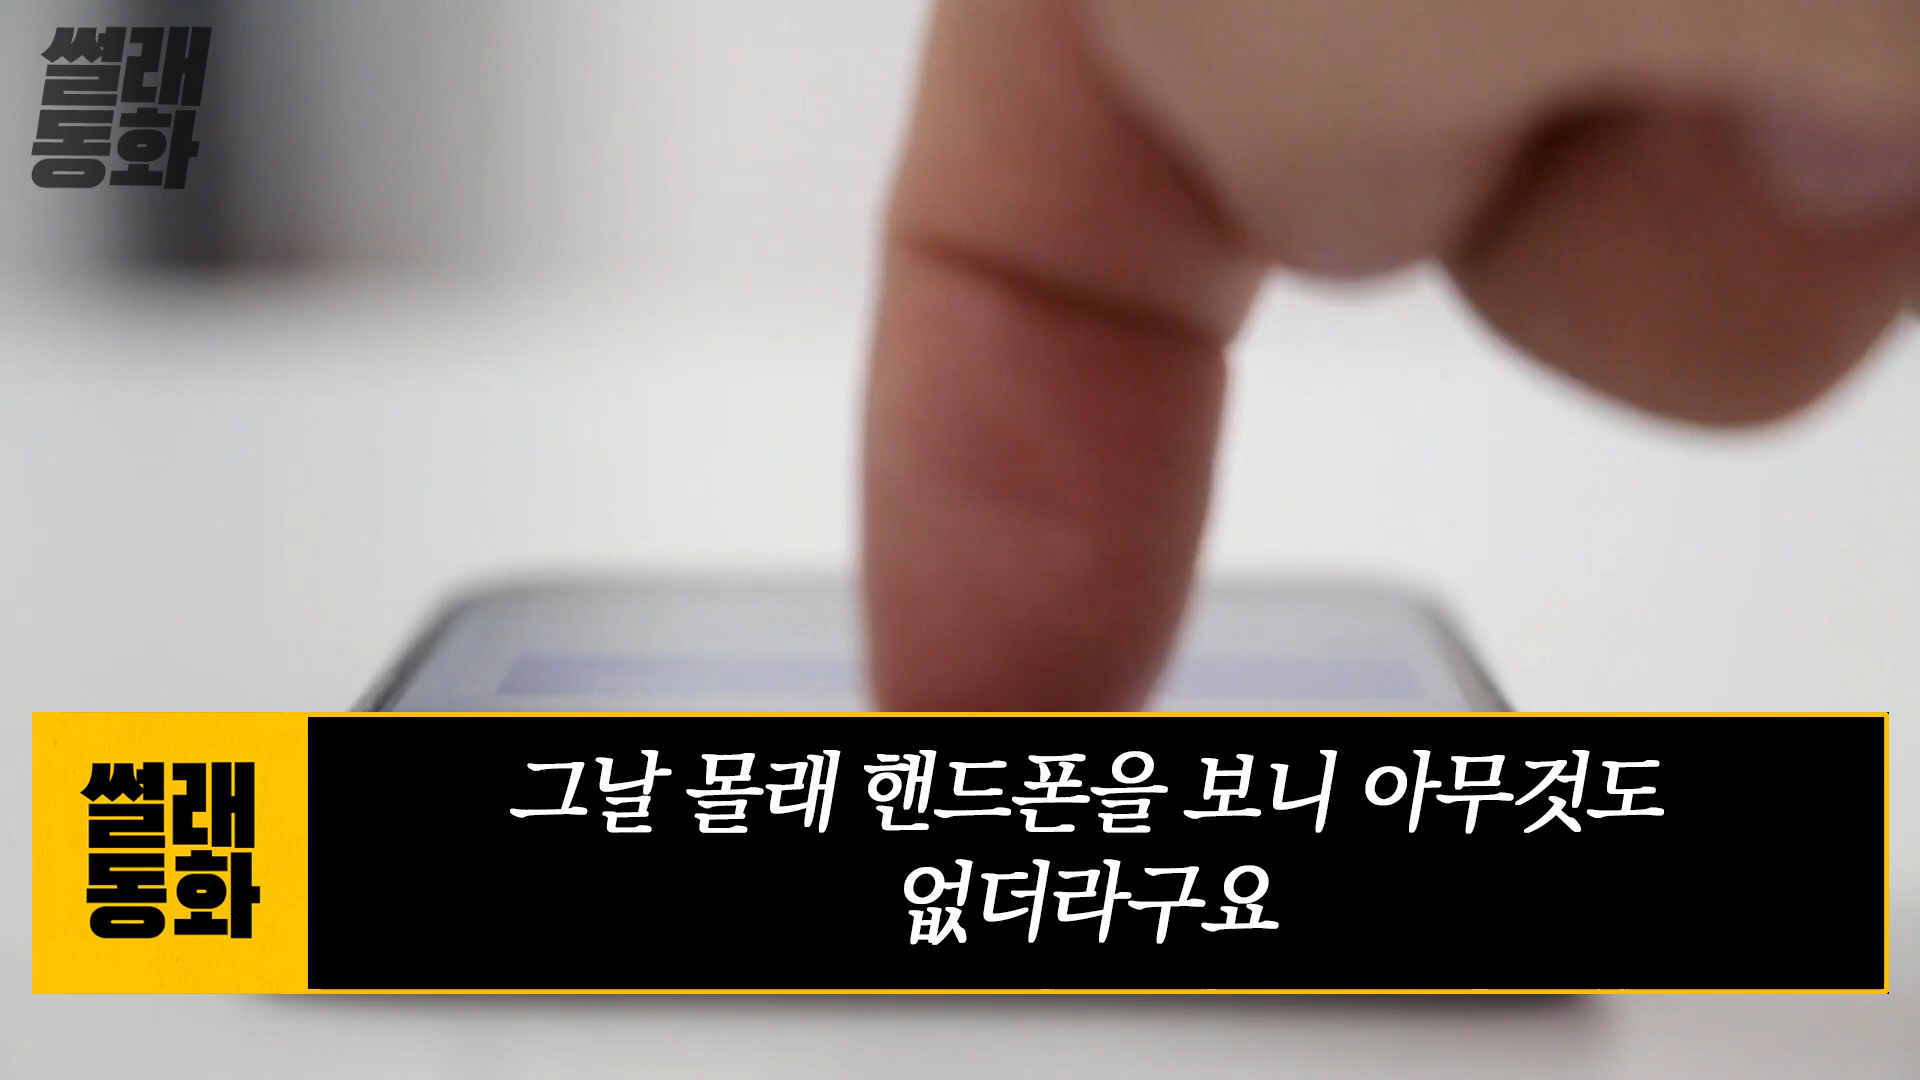 썰래
동화
썰래
동화
그날 몰래 핸드폰을 보니 아무것도
없더라구요